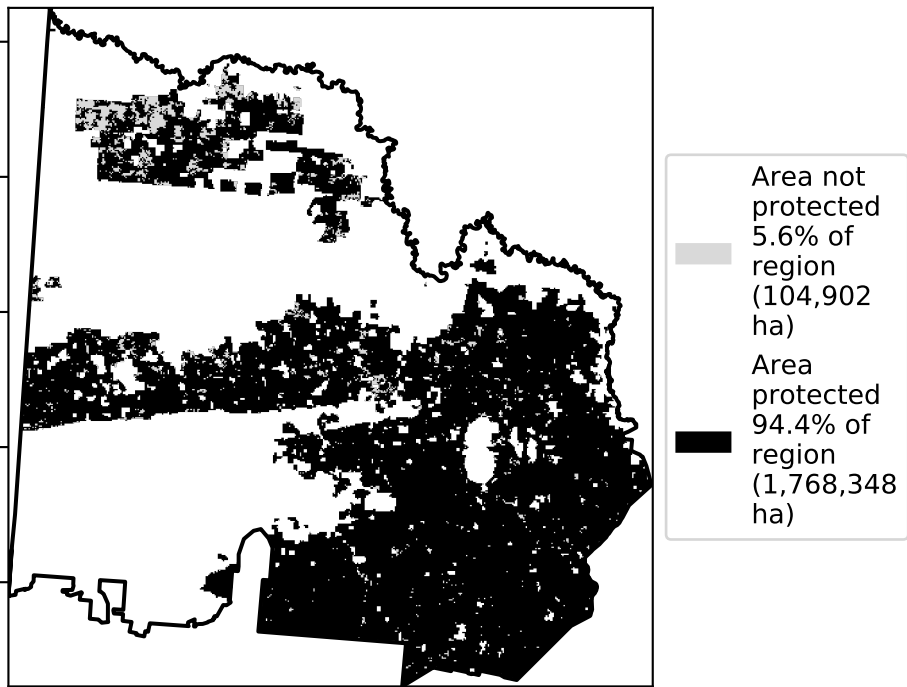 Area not
protected
5.6% of
region
(104,902
ha)
Area
protected
94.4% of
region
(1,768,348
ha)